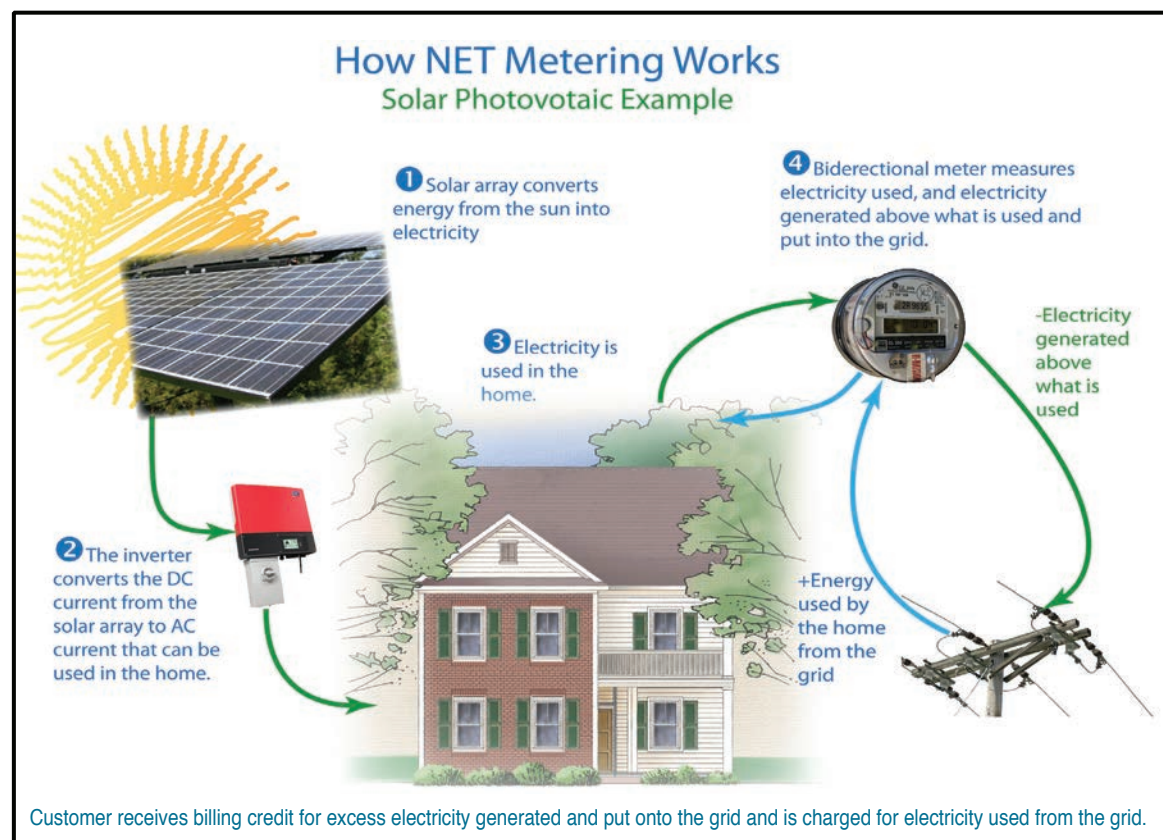 How NET Metering Works
Solar Photovotaic Example
1 Solar array converts
energy from the sun into
electricity
2 The inverter
converts the DC
current from the
solar array to AC
current that can be
used in the home.
3 Electricity is
used in the
home.
4 Biderectional meter measures
electricity used, and electricity
generated above what is used and
put into the grid.
-Electricity
generated
above
what is
used
+Energy
used by
the home
from the
grid
Customer receives billing credit for excess electricity generated and put onto the grid and is charged for electricity used from the grid.